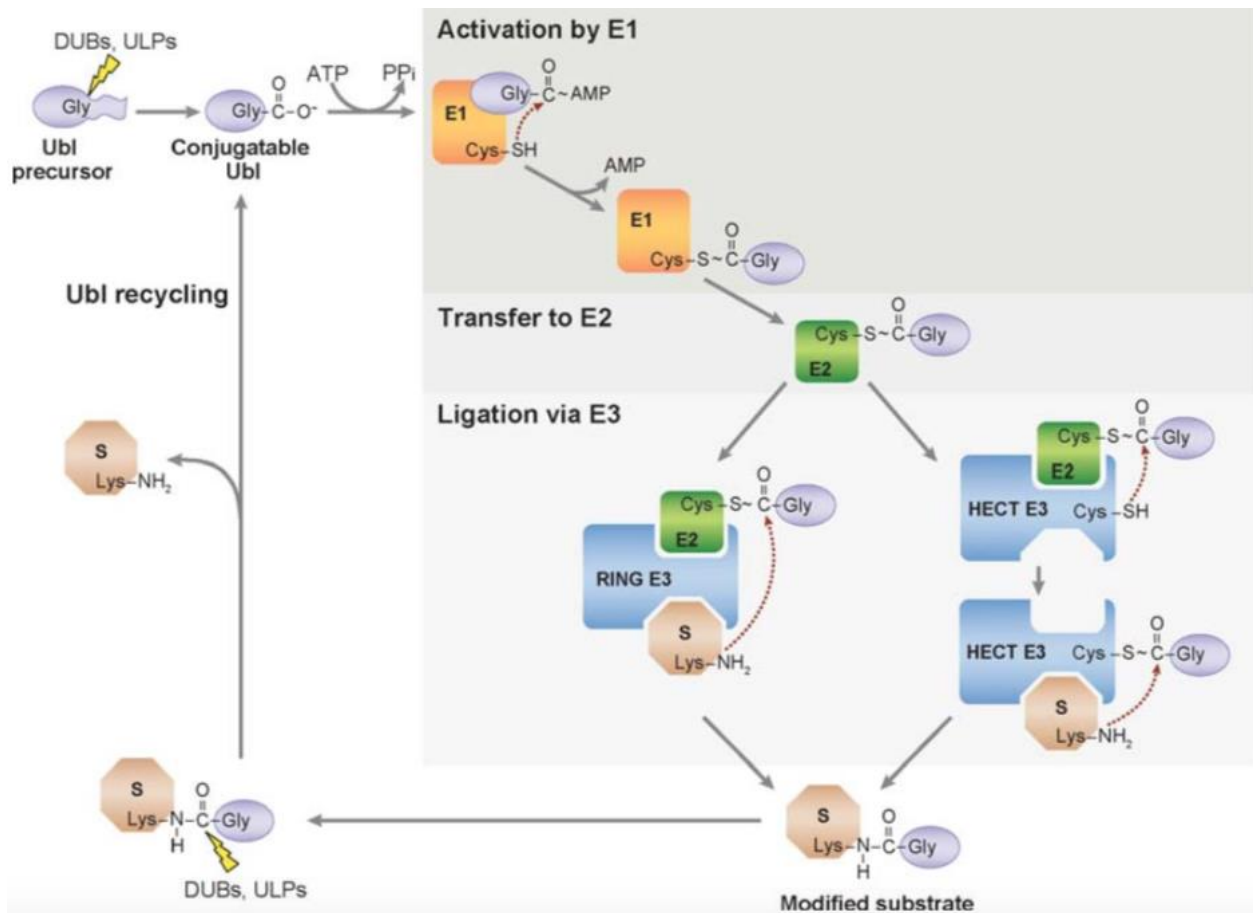 DUBs, ULPs
Gly
Ubl
precursor
Gly-C-O⁻
O
Conjugatable
Ubl
ATP
PPi
Activation by E1
E1
Gly-C~AMP
O
Cys-SH
AMP
E1
Cys-S~C-Gly
O
Transfer to E2
Cys-S~C-Gly
O
E2
Ligation via E3
Cys-S~C-Gly
O
E2
RING E3
S
Lys-NH₂
Cys-S~C-Gly
O
E2
HECT E3
Cys-SH
HECT E3
Cys-S~C-Gly
O
S
Lys-NH₂
S
Lys-N-C-Gly
O
H
Modified substrate
S
Lys-N-C-Gly
O
H
DUBs, ULPs
S
Lys-NH₂
Ubl recycling